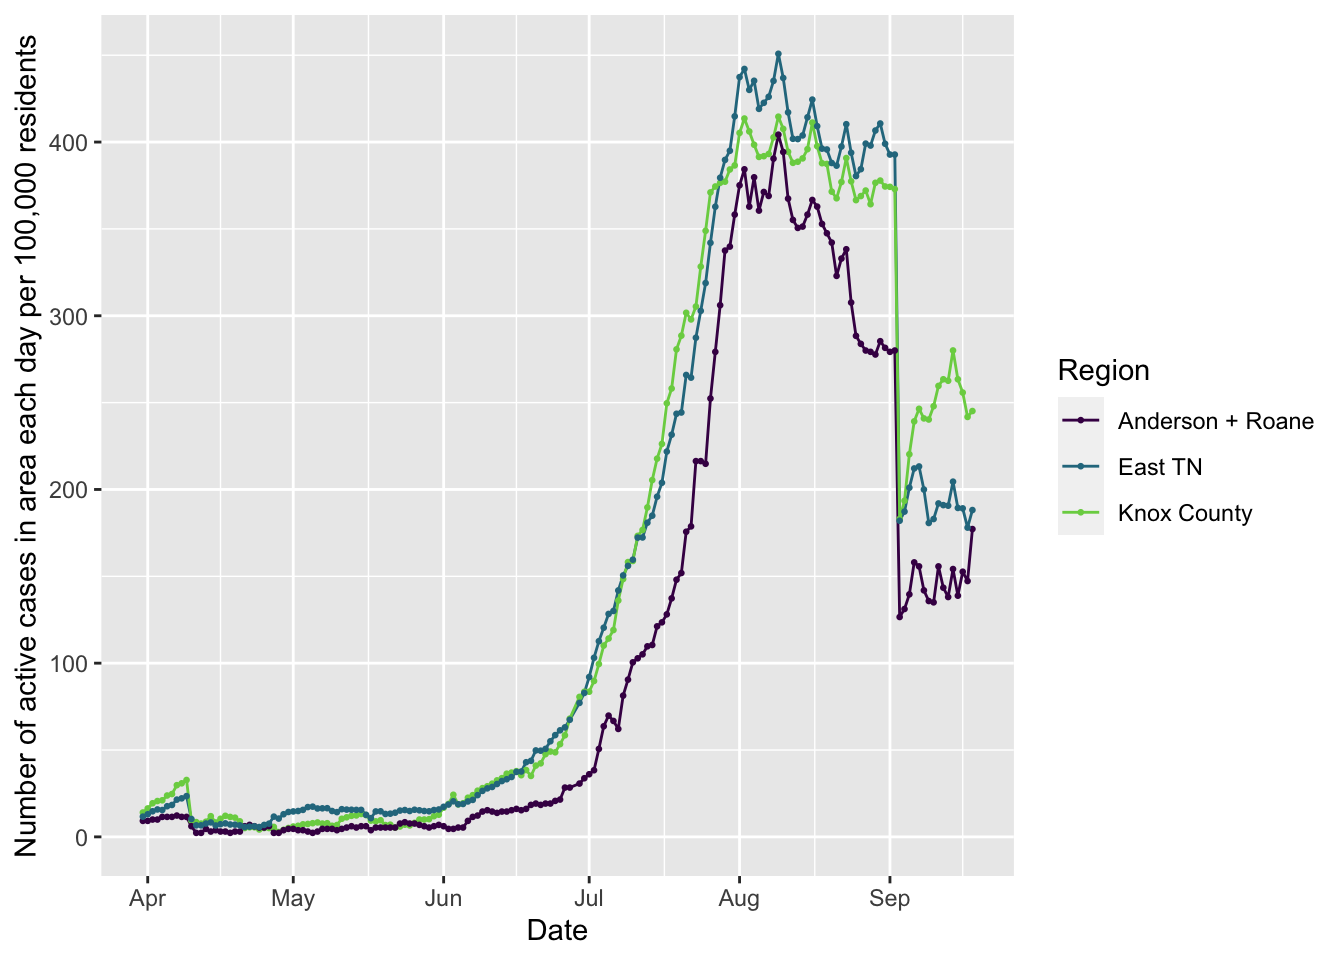 Number of active cases in area each day per 100,000 residents
400
300
200
100
0
Apr May Jun Jul Aug Sep
Date
Region
Anderson + Roane
East TN
Knox County